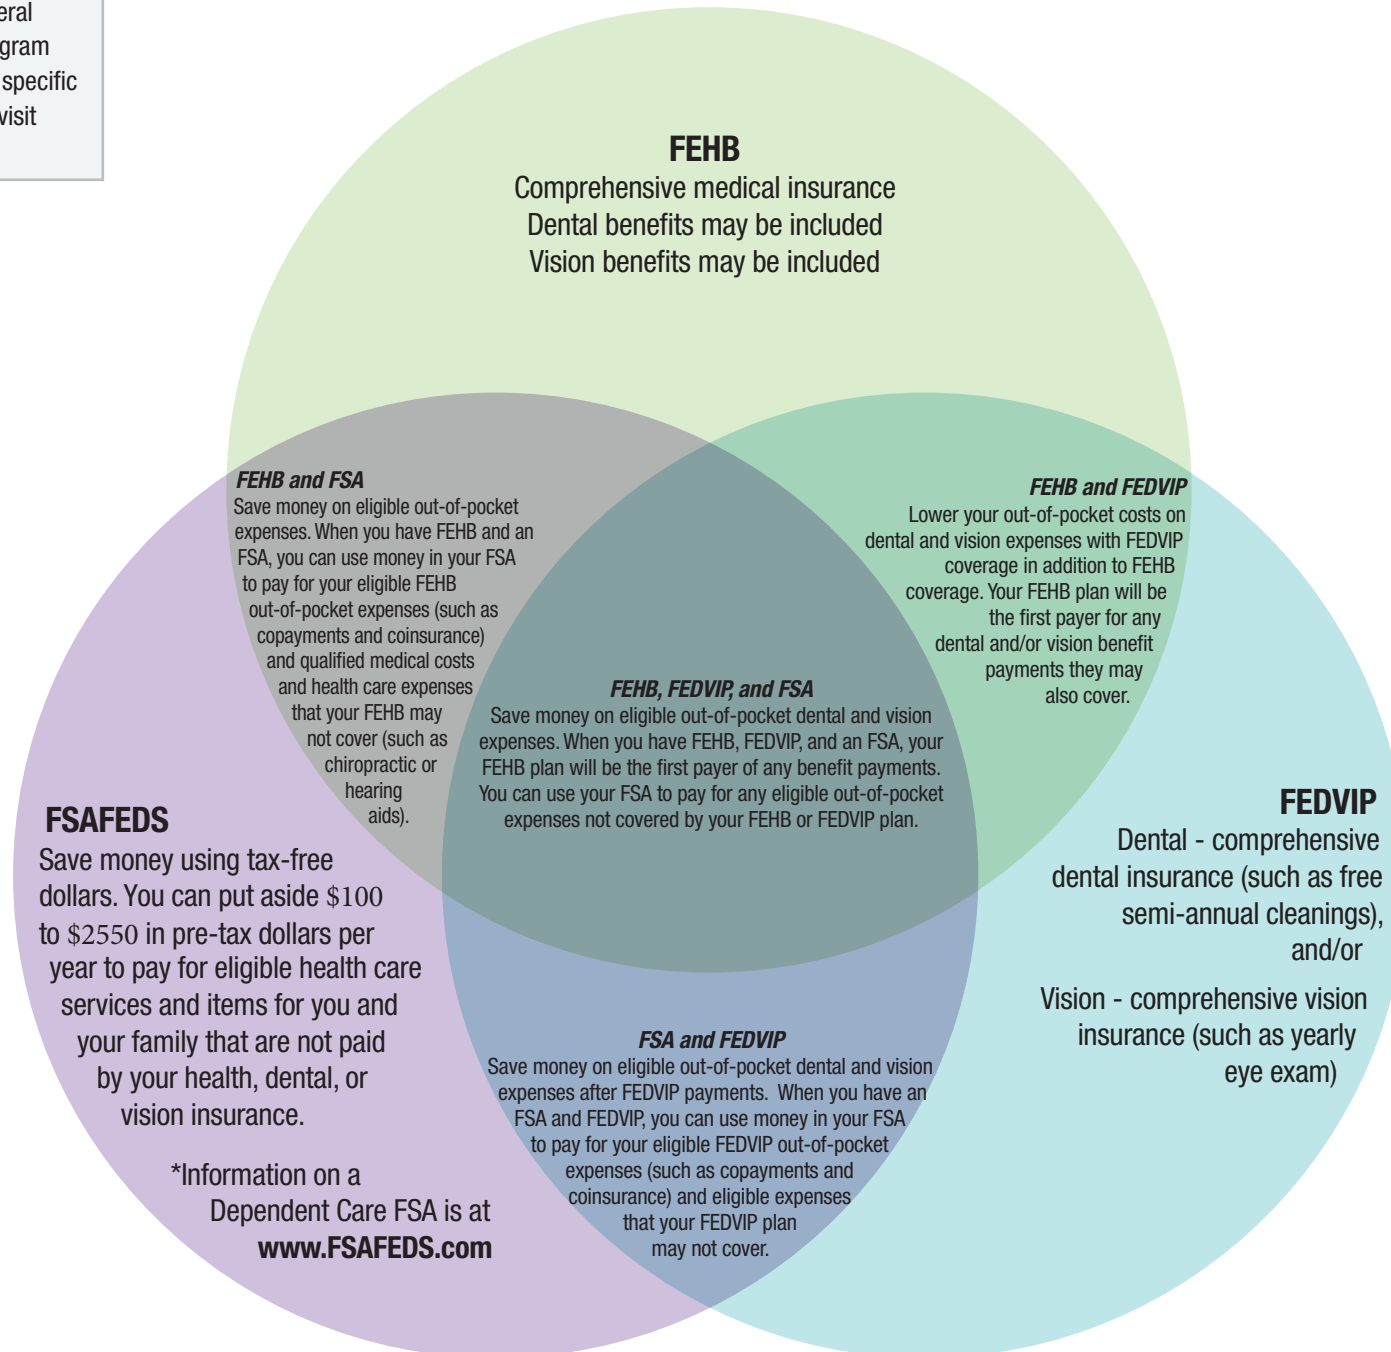 eral
gram
specific
visit
FEHB
Comprehensive medical insurance
Dental benefits may be included
Vision benefits may be included
FEHB and FSA
Save money on eligible out-of-pocket
expenses. When you have FEHB and an
FSA, you can use money in your FSA
to pay for your eligible FEHB
out-of-pocket expenses (such as
copayments and coinsurance)
and qualified medical costs
and health care expenses
that your FEHB may
not cover (such as
chiropractic or
hearing
aids).
FEHB and FEDVIP
Lower your out-of-pocket costs on
dental and vision expenses with FEDVIP
coverage in addition to FEHB
coverage. Your FEHB plan will be
the first payer for any
dental and/or vision benefit
payments they may
also cover.
FEHB, FEDVIP, and FSA
Save money on eligible out-of-pocket dental and vision
expenses. When you have FEHB, FEDVIP, and an FSA, your
FEHB plan will be the first payer of any benefit payments.
You can use your FSA to pay for any eligible out-of-pocket
expenses not covered by your FEHB or FEDVIP plan.
FSAFEDS
Save money using tax-free
dollars. You can put aside $100
to $2550 in pre-tax dollars per
year to pay for eligible health care
services and items for you and
your family that are not paid
by your health, dental, or
vision insurance.
*Information on a
Dependent Care FSA is at
www.FSAFEDS.com
FEDVIP
Dental - comprehensive
dental insurance (such as free
semi-annual cleanings),
and/or
Vision - comprehensive vision
insurance (such as yearly
eye exam)
FSA and FEDVIP
Save money on eligible out-of-pocket dental and vision
expenses after FEDVIP payments.  When you have an
FSA and FEDVIP, you can use money in your FSA
to pay for your eligible FEDVIP out-of-pocket
expenses (such as copayments and
coinsurance) and eligible expenses
that your FEDVIP plan
may not cover.